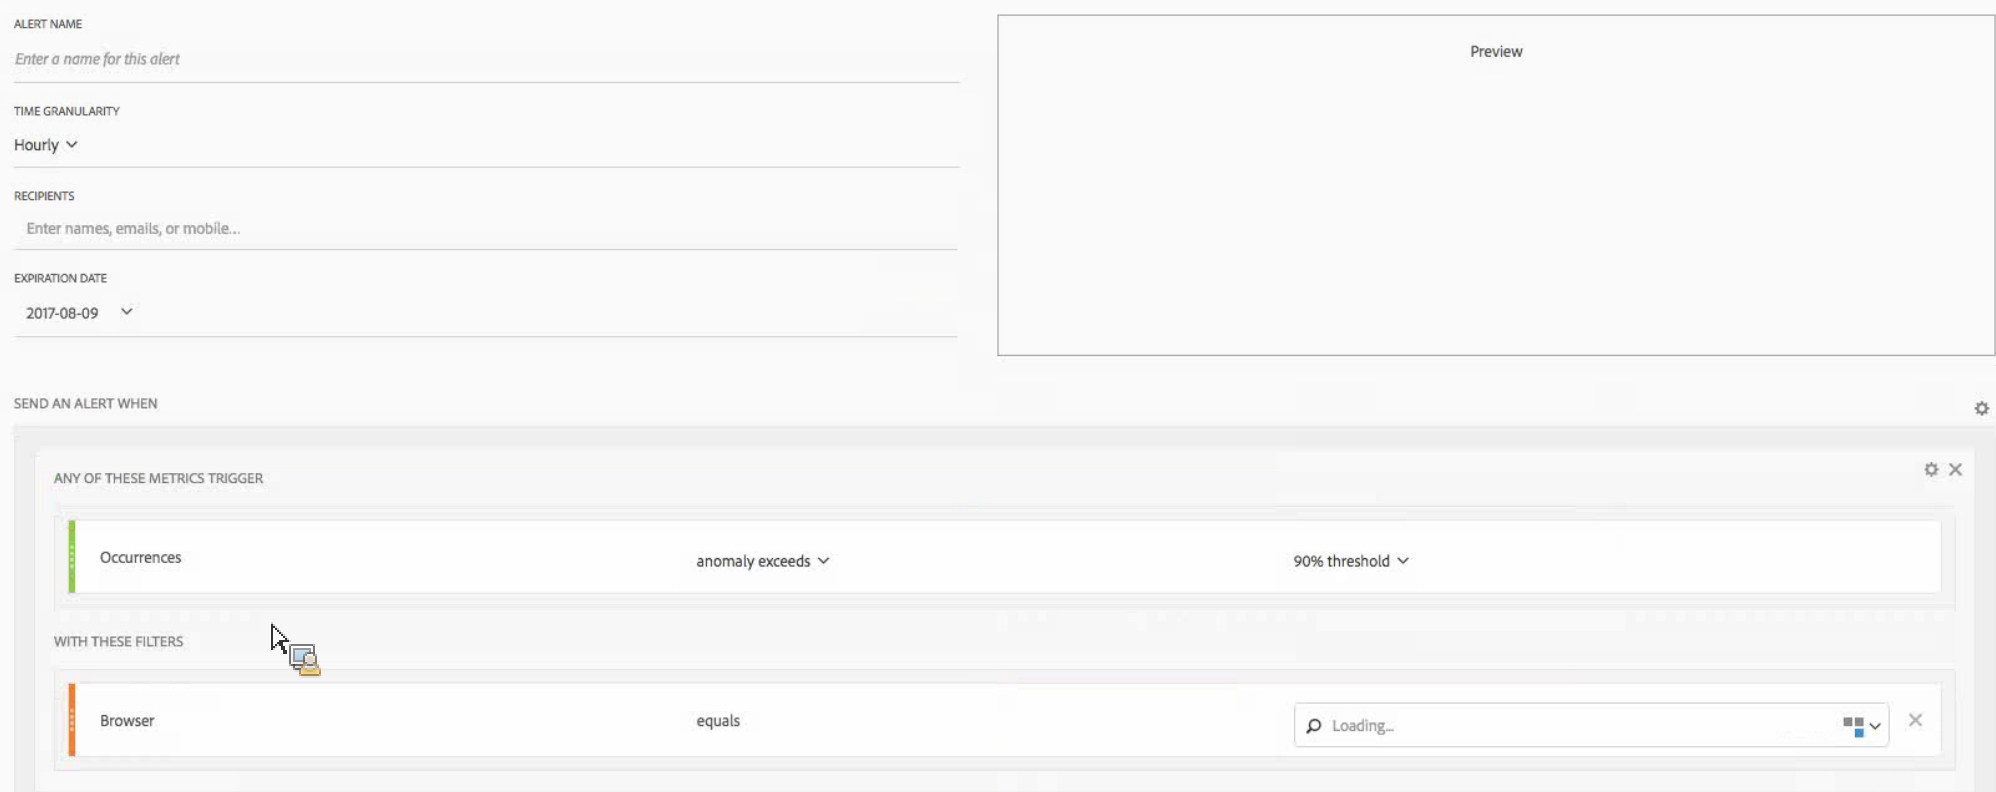 ALERT NAME
Enter a name for this alert
TIME GRANULARITY
Hourly
RECIPIENTS
Enter names, emails, or mobile...
EXPIRATION DATE
2017-08-09
Preview
SEND AN ALERT WHEN
ANY OF THESE METRICS TRIGGER
Occurrences anomaly exceeds 90% threshold
WITH THESE FILTERS
Browser equals Loading...